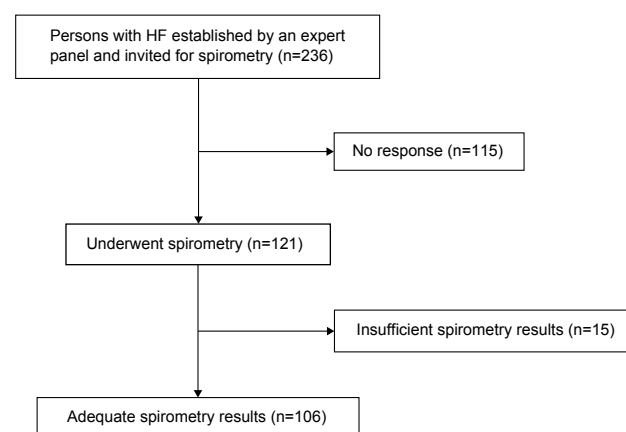 Persons with HF established by an expert
panel and invited for spirometry (n=236)
No response (n=115)
Underwent spirometry (n=121)
Insufficient spirometry results (n=15)
Adequate spirometry results (n=106)